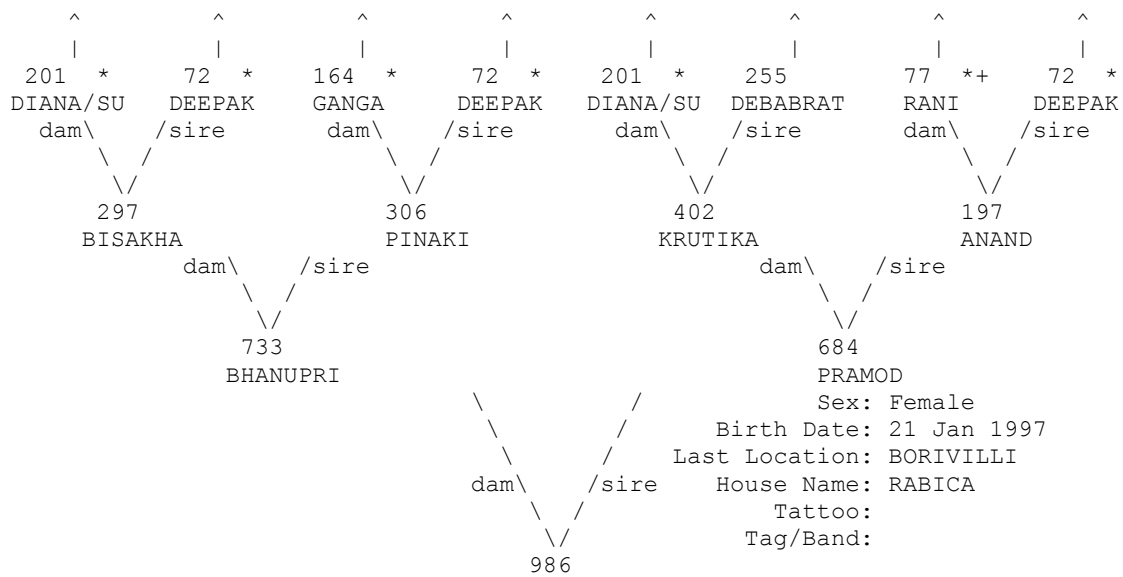 ^ ^ ^ ^ ^ ^ ^ ^
| | | | | | | |
201 * 72 * 164 * 72 * 201 * 255 77 *+ 72 *
DIANA/SU DEEPAK GANGA DEEPAK DIANA/SU DEBABRAT RANI DEEPAK
dam\ /sire dam\ /sire dam\ /sire dam\ /sire
\ / \ / \ / \ /
\/ \/ \/ \/
297 306 402 197
BISAKHA PINAKI KRUTIKA ANAND
dam\ /sire dam\ /sire
\ / \ /
\/ \/
733 684
BHANUPRI PRAMOD
\ / Sex: Female
\ / Birth Date: 21 Jan 1997
\ / Last Location: BORIVILLI
dam\ /sire House Name: RABICA
\ / Tattoo:
\/ Tag/Band:
986